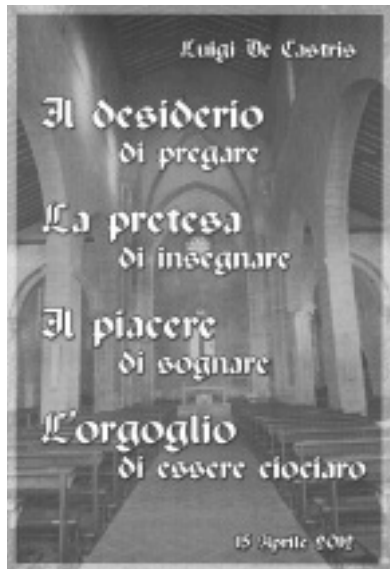 Luigi De Castris
Il desiderio
di pregare
La pretesa
di insegnare
Il piacere
di sognare
L'orgoglio
di essere ciociaro
15 Aprile 2012